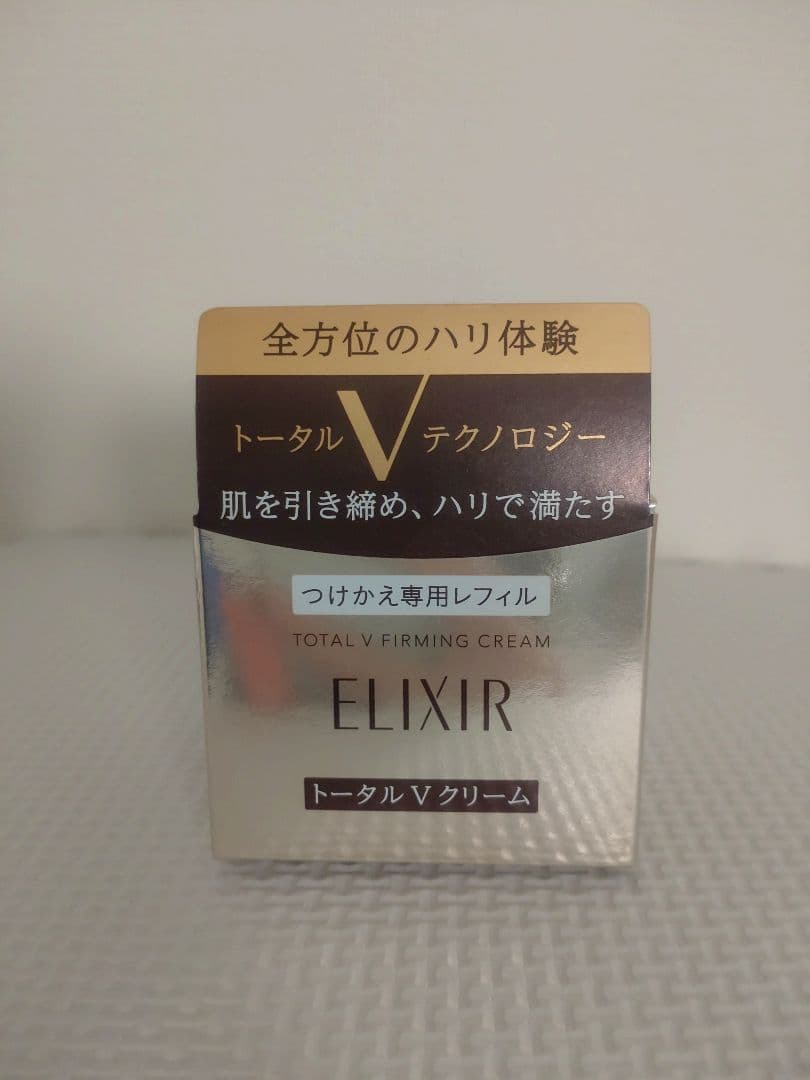 全方位のハリ体験
トータルVテクノロジー
肌を引き締め、ハリで満たす
つけかえ専用レフィル
TOTAL V FIRMING CREAM
ELIXIR
トータル V クリーム